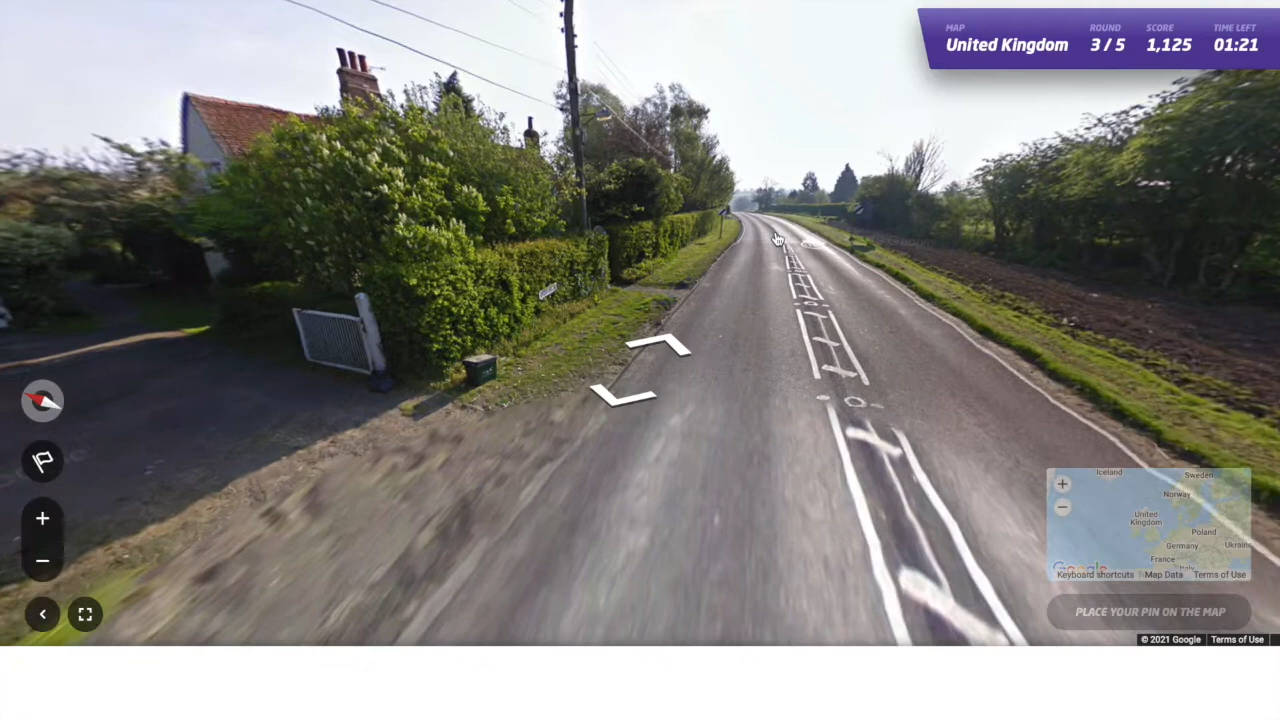 MAP
United Kingdom
ROUND
3 / 5
SCORE
1,125
TIME LEFT
01:21
Iceland
Sweden
Norway
United
Kingdom
Poland
Germany
Ukraine
France
Italy
Google
Keyboard shortcuts
Map Data
Terms of Use
PLACE YOUR PIN ON THE MAP
© 2021 Google
Terms of Use